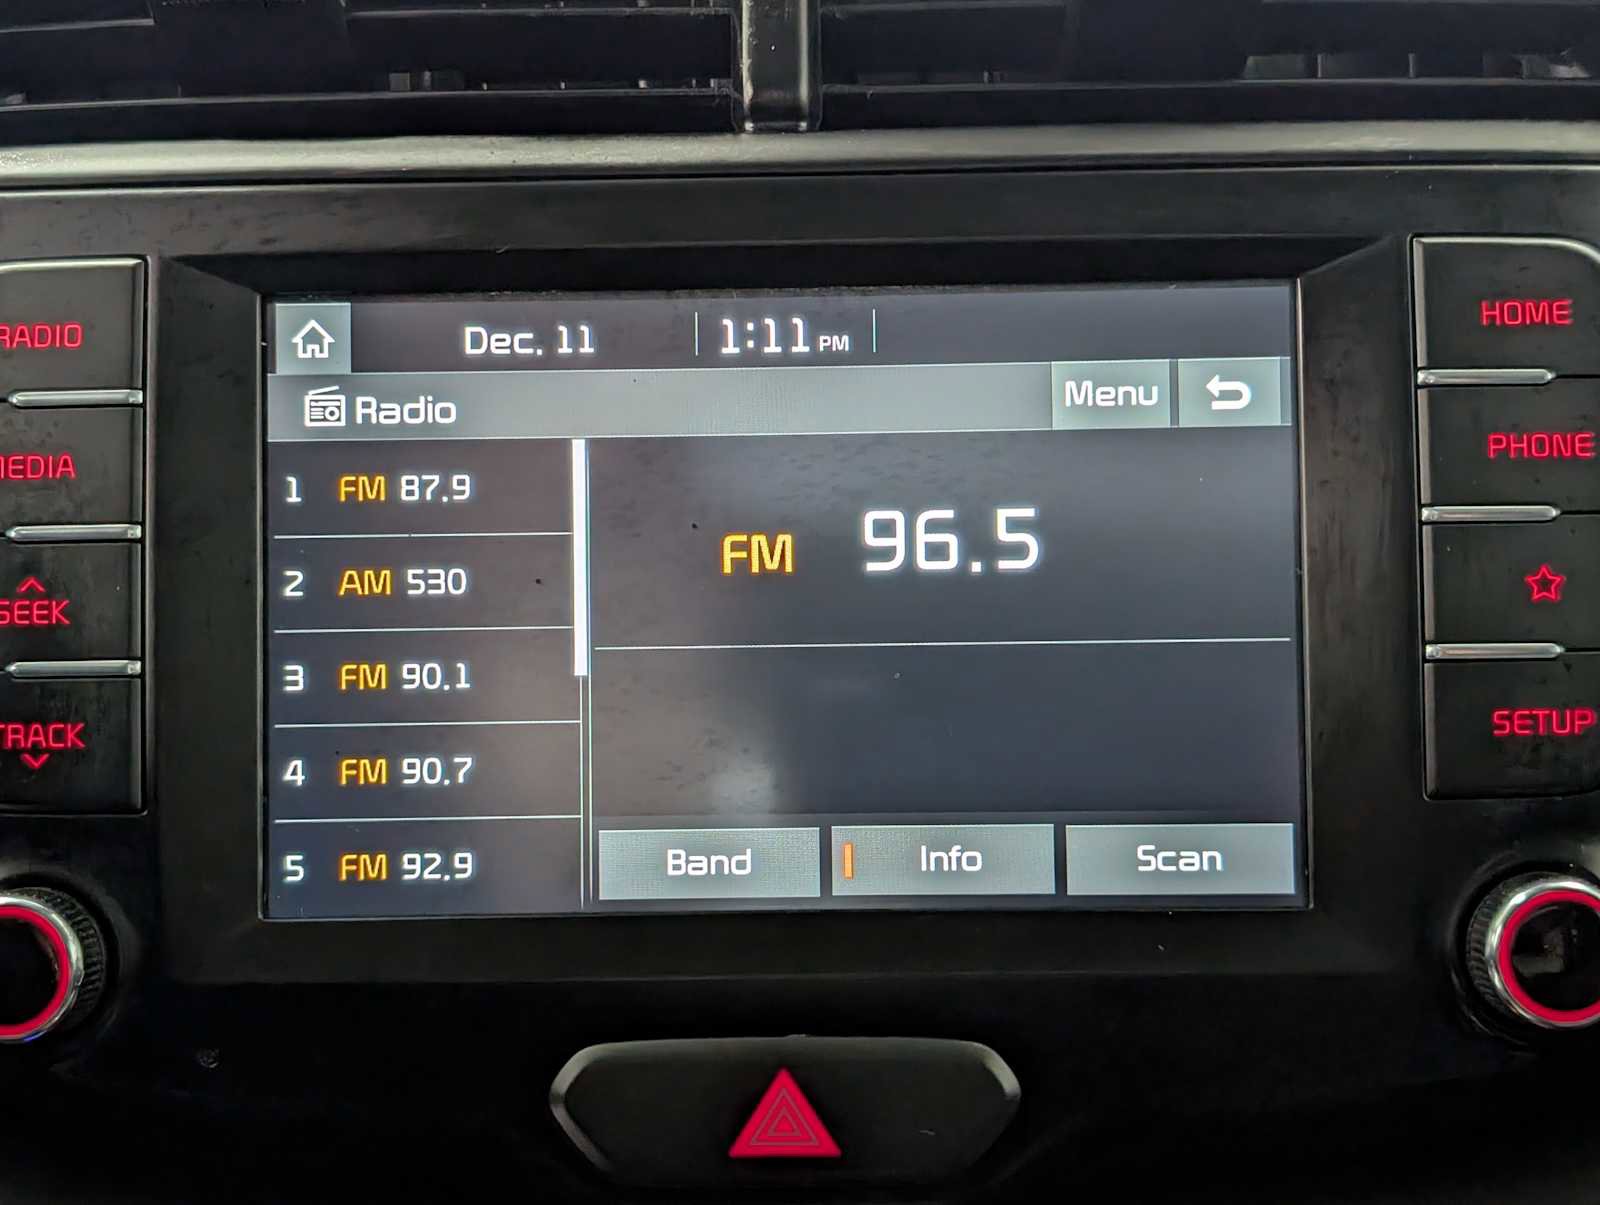 Dec. 11 1:11 PM
Radio Menu
1 FM 87.9
2 AM 530
3 FM 90.1
4 FM 90.7
5 FM 92.9
FM 96.5
Band Info Scan
RADIO
MEDIA
SEEK
TRACK
HOME
PHONE
SETUP